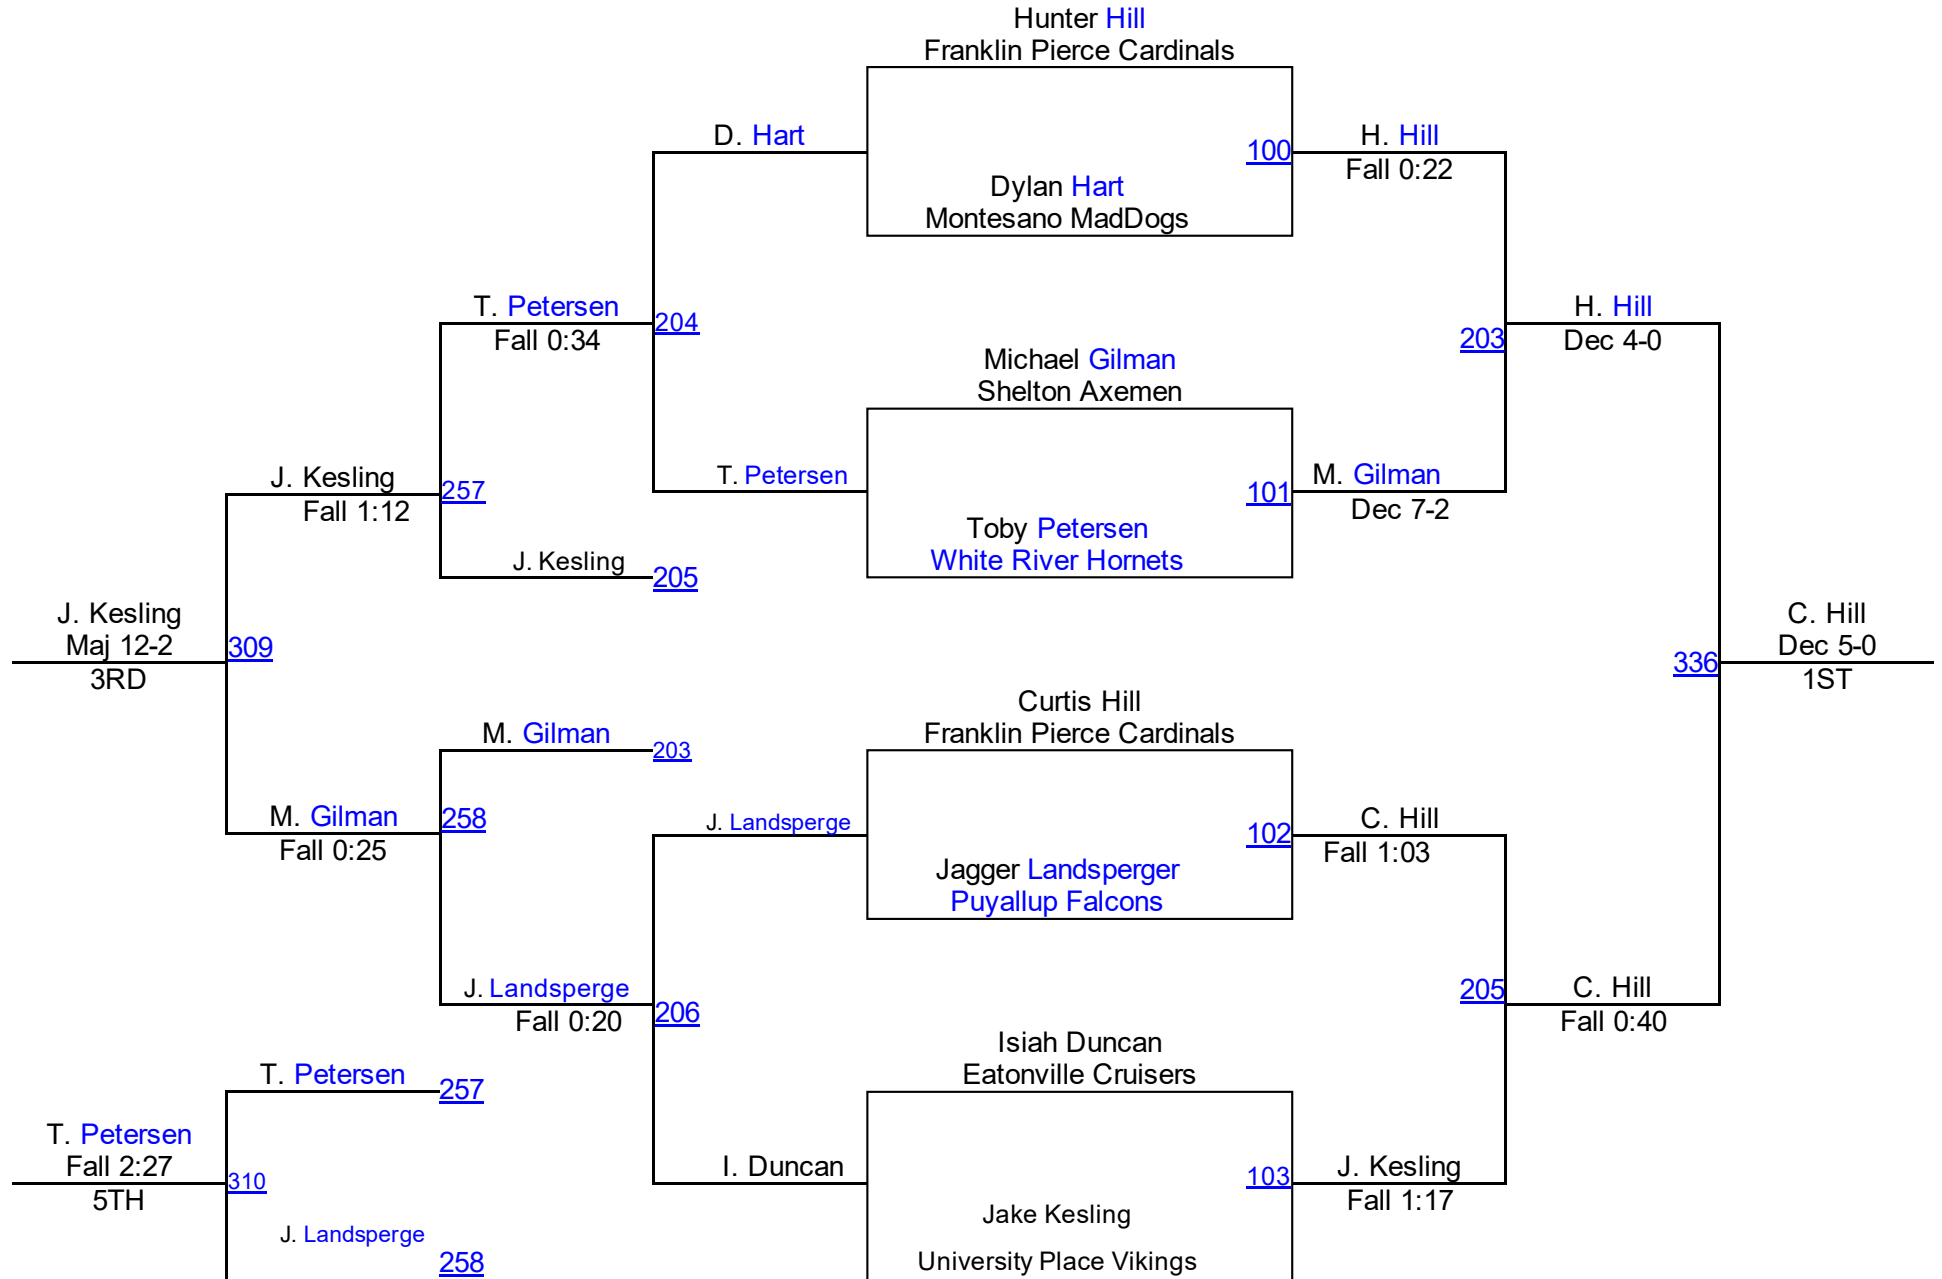 Hunter Hill
Franklin Pierce Cardinals
D. Hart
100
H. Hill
Fall 0:22
Dylan Hart
Montesano MadDogs
T. Petersen
Fall 0:34
204
H. Hill
Dec 4-0
203
Michael Gilman
Shelton Axemen
J. Kesling
Fall 1:12
257
T. Petersen
101
M. Gilman
Dec 7-2
Toby Petersen
White River Hornets
J. Kesling
205
J. Kesling
Maj 12-2
3RD
309
C. Hill
Dec 5-0
1ST
336
Curtis Hill
Franklin Pierce Cardinals
M. Gilman
203
M. Gilman
Fall 0:25
258
J. Landsperge
102
C. Hill
Fall 1:03
Jagger Landsperger
Puyallup Falcons
J. Landsperge
Fall 0:20
206
205
C. Hill
Fall 0:40
Isiah Duncan
Eatonville Cruisers
T. Petersen
257
T. Petersen
Fall 2:27
5TH
310
I. Duncan
103
J. Kesling
Fall 1:17
Jake Kesling
University Place Vikings
J. Landsperge
258